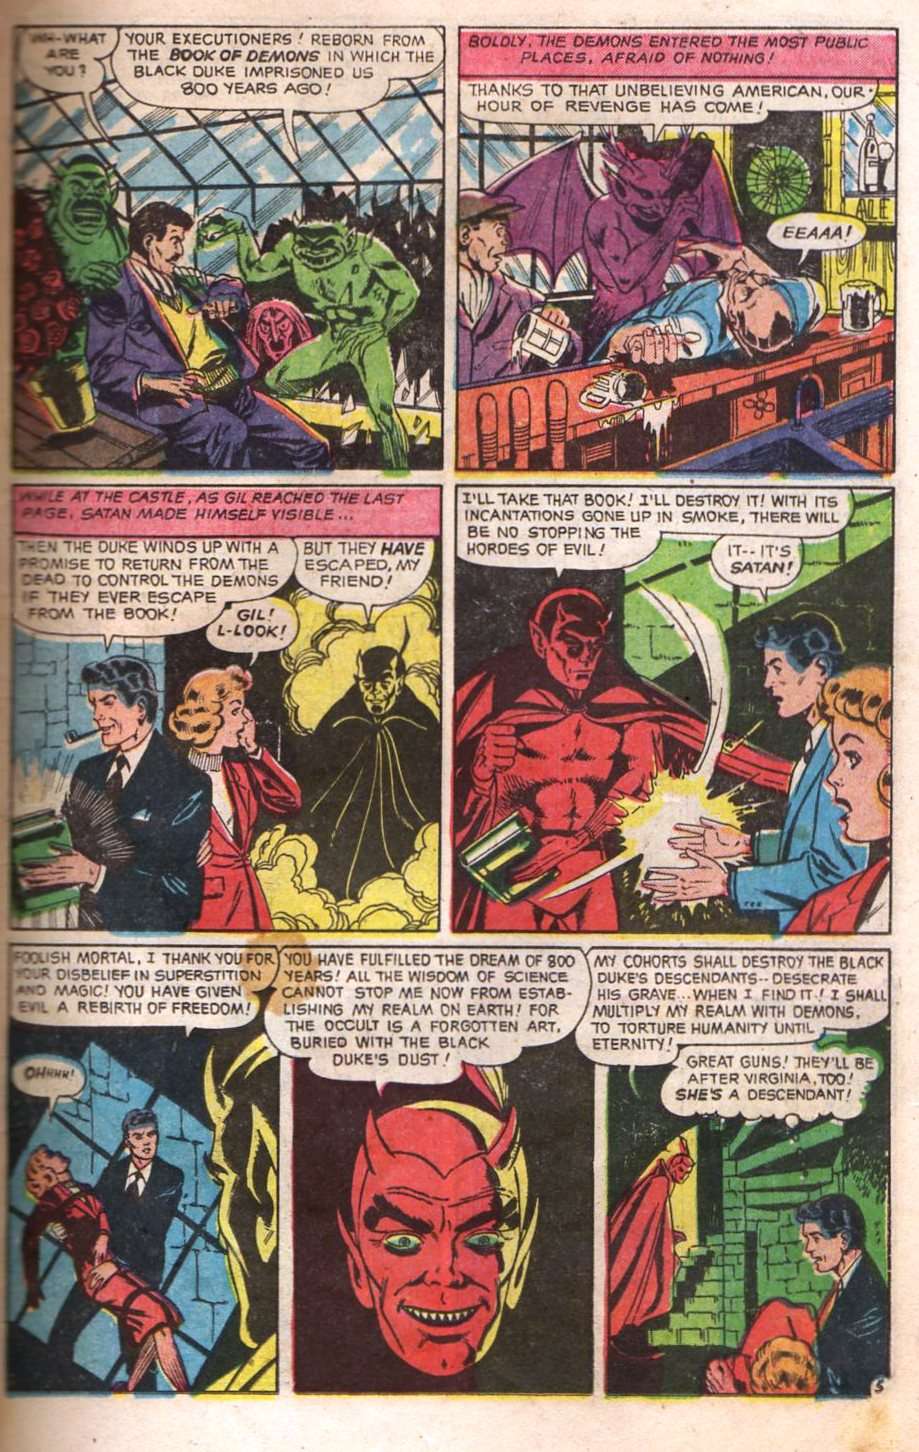 WH-WHAT
ARE
YOU?
YOUR EXECUTIONERS! REBORN FROM
THE BOOK OF DEMONS IN WHICH THE
BLACK DUKE IMPRISONED US
800 YEARS AGO!
BOLDLY, THE DEMONS ENTERED THE MOST PUBLIC
PLACES, AFRAID OF NOTHING!
THANKS TO THAT UNBELIEVING AMERICAN, OUR
HOUR OF REVENGE HAS COME!
ALE
EEAAA!
WHILE AT THE CASTLE, AS GIL REACHED THE LAST
PAGE, SATAN MADE HIMSELF VISIBLE...
THEN THE DUKE WINDS UP WITH A
PROMISE TO RETURN FROM THE
DEAD TO CONTROL THE DEMONS
IF THEY EVER ESCAPE
FROM THE BOOK!
GIL!
L-LOOK!
BUT THEY HAVE
ESCAPED, MY
FRIEND!
I'LL TAKE THAT BOOK! I'LL DESTROY IT! WITH ITS
INCANTATIONS GONE UP IN SMOKE, THERE WILL
BE NO STOPPING THE
HORDES OF EVIL!
IT-- IT'S
SATAN!
FOOLISH MORTAL, I THANK YOU FOR
YOUR DISBELIEF IN SUPERSTITION
AND MAGIC! YOU HAVE GIVEN
EVIL A REBIRTH OF FREEDOM!
OHHHH!
YOU HAVE FULFILLED THE DREAM OF 800
YEARS! ALL THE WISDOM OF SCIENCE
CANNOT STOP ME NOW FROM ESTAB-
LISHING MY REALM ON EARTH! FOR
THE OCCULT IS A FORGOTTEN ART,
BURIED WITH THE BLACK
DUKE'S DUST!
MY COHORTS SHALL DESTROY THE BLACK
DUKE'S DESCENDANTS-- DESECRATE
HIS GRAVE... WHEN I FIND IT! I SHALL
MULTIPLY MY REALM WITH DEMONS,
TO TORTURE HUMANITY UNTIL
ETERNITY!
GREAT GUNS! THEY'LL BE
AFTER VIRGINIA, TOO!
SHE'S A DESCENDANT!
5